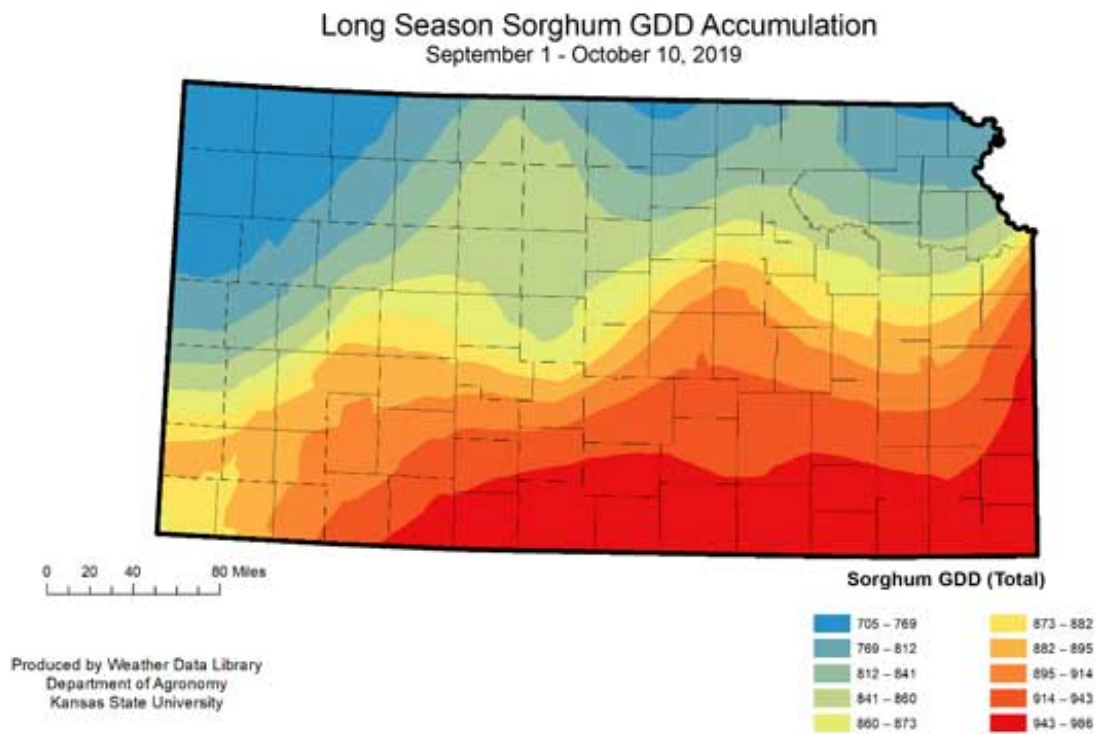 Long Season Sorghum GDD Accumulation
September 1 - October 10, 2019
0 20 40 80 Miles
Sorghum GDD (Total)
705 – 769
769 – 812
812 – 841
841 – 860
860 – 873
873 – 882
882 – 895
895 – 914
914 – 943
943 – 986
Produced by Weather Data Library
Department of Agronomy
Kansas State University